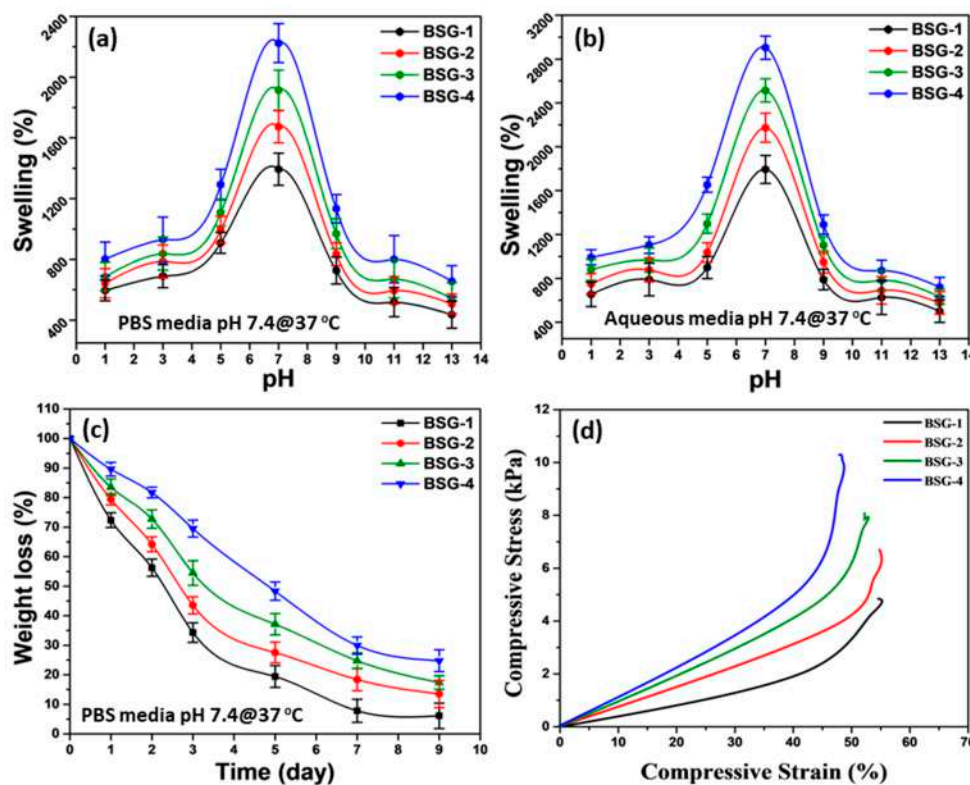 (a)
BSG-1
BSG-2
BSG-3
BSG-4
2400
2000
1600
1200
800
400
Swelling (%)
PBS media pH 7.4@37 ºC
0 1 2 3 4 5 6 7 8 9 10 11 12 13 14
pH
(b)
BSG-1
BSG-2
BSG-3
BSG-4
3200
2800
2400
2000
1600
1200
800
400
Swelling (%)
Aqueous media pH 7.4@37 ºC
0 1 2 3 4 5 6 7 8 9 10 11 12 13 14
pH
(c)
BSG-1
BSG-2
BSG-3
BSG-4
110
100
90
80
70
60
50
40
30
20
10
0
Weight loss (%)
PBS media pH 7.4@37 ºC
0 1 2 3 4 5 6 7 8 9 10
Time (day)
(d)
BSG-1
BSG-2
BSG-3
BSG-4
12
10
8
6
4
2
0
Compressive Stress (kPa)
0 10 20 30 40 50 60 70
Compressive Strain (%)